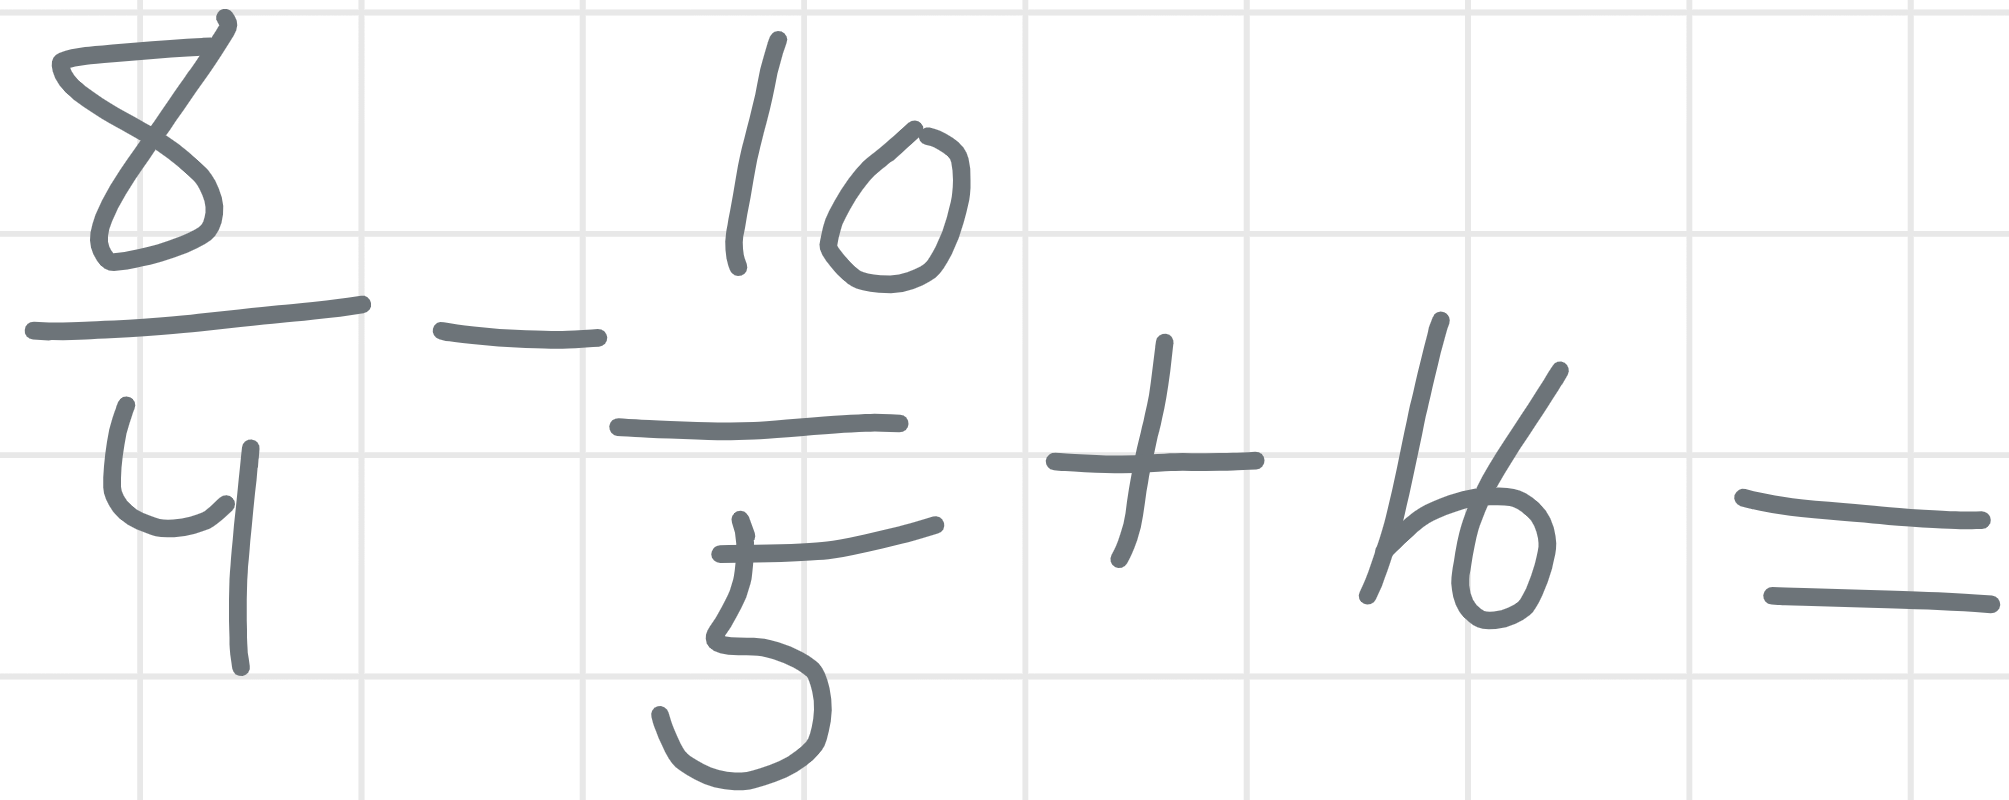 8/4 - 10/5 + 16 =